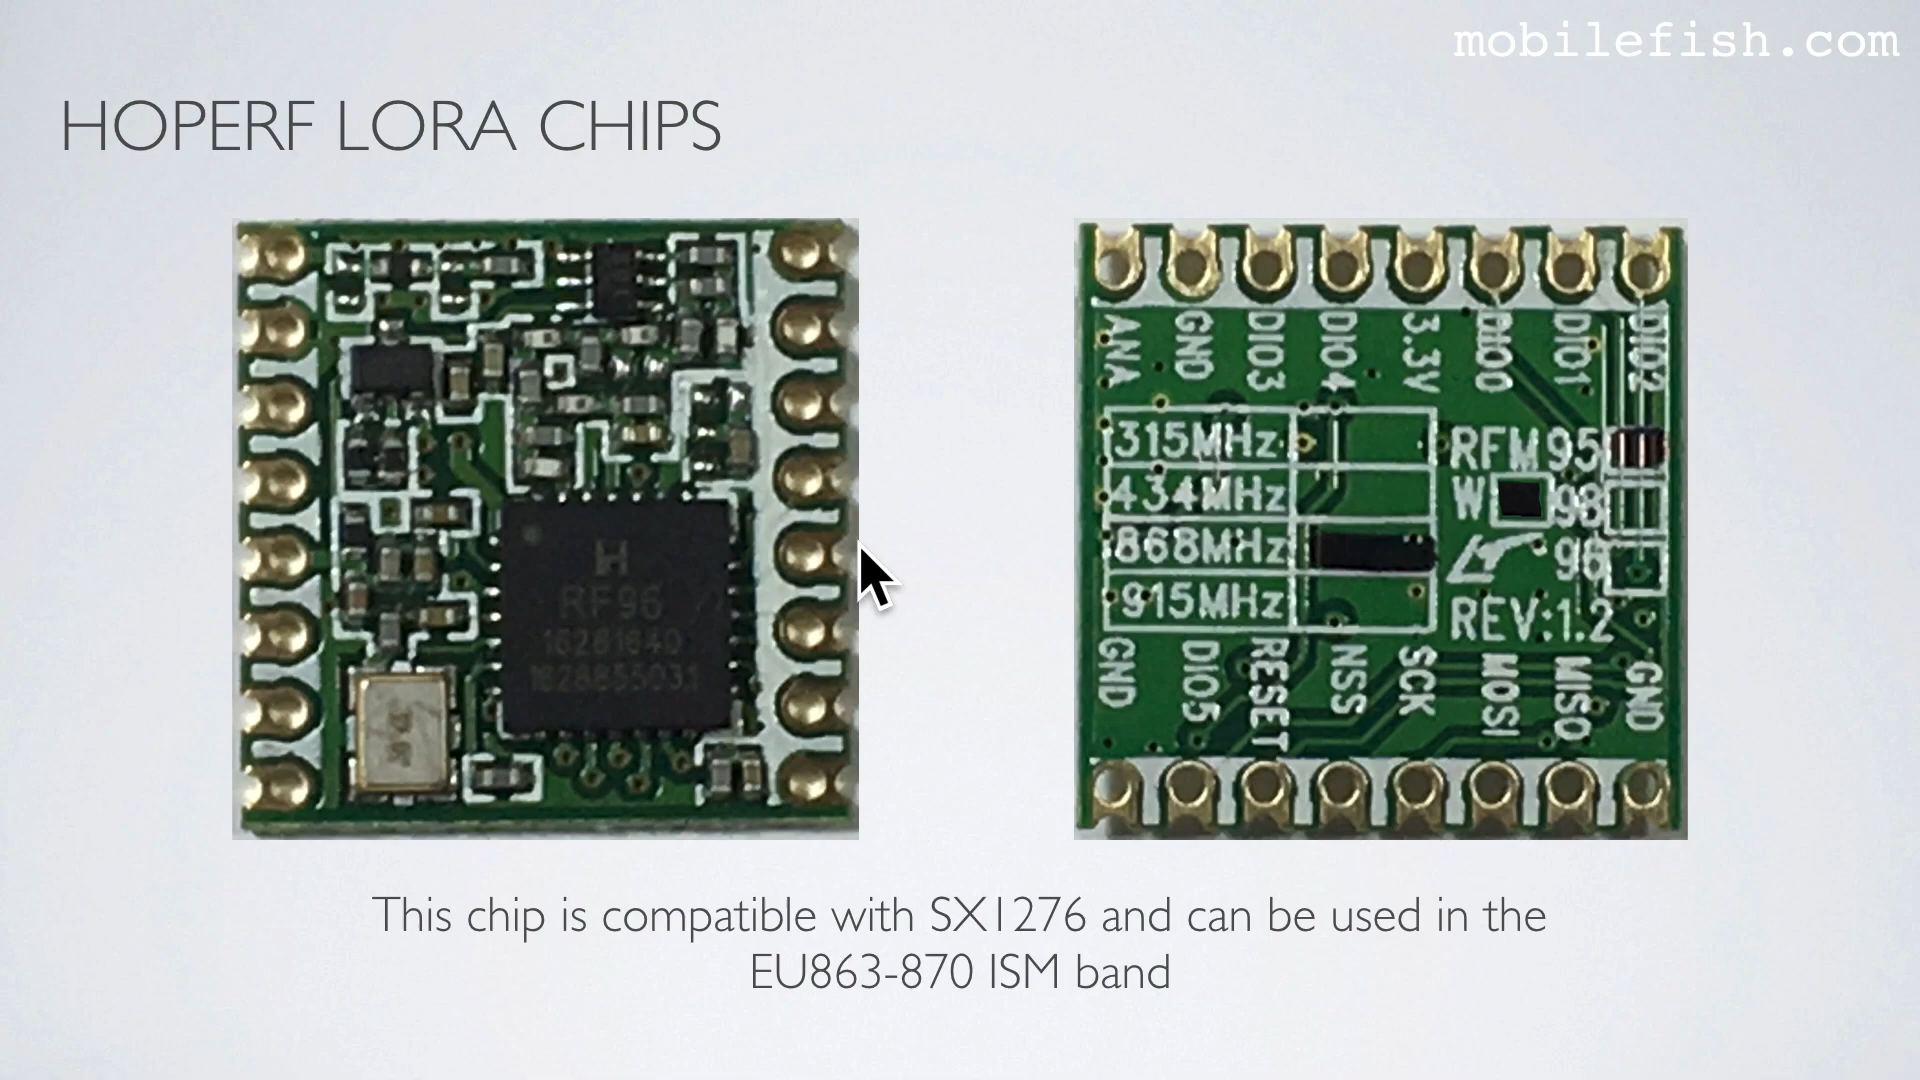 mobilefish.com
HOPERF LORA CHIPS
H
RF96
ANA
GND
DIO3
DIO4
3.3V
DIO0
DIO1
DIO2
315MHz
434MHz
868MHz
915MHz
RFM95
W 98
96
REV:1.2
GND
DIO5
RESET
NSS
SCK
MOSI
MISO
GND
This chip is compatible with SX1276 and can be used in the
EU863-870 ISM band